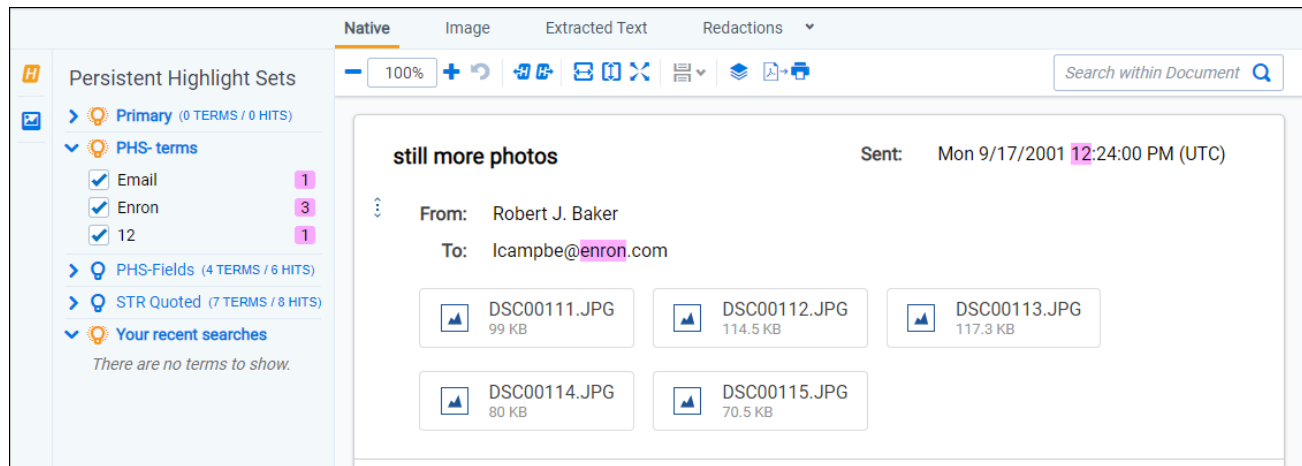 Native Image Extracted Text Redactions
H
Persistent Highlight Sets
100%
H H
Search within Document
Primary (0 TERMS / 0 HITS)
PHS- terms
Email 1
Enron 3
12 1
PHS-Fields (4 TERMS / 6 HITS)
STR Quoted (7 TERMS / 8 HITS)
Your recent searches
There are no terms to show.
still more photos
Sent: Mon 9/17/2001 12:24:00 PM (UTC)
From: Robert J. Baker
To: lcampbe@enron.com
DSC00111.JPG DSC00112.JPG DSC00113.JPG
99 KB 114.5 KB 117.3 KB
DSC00114.JPG DSC00115.JPG
80 KB 70.5 KB